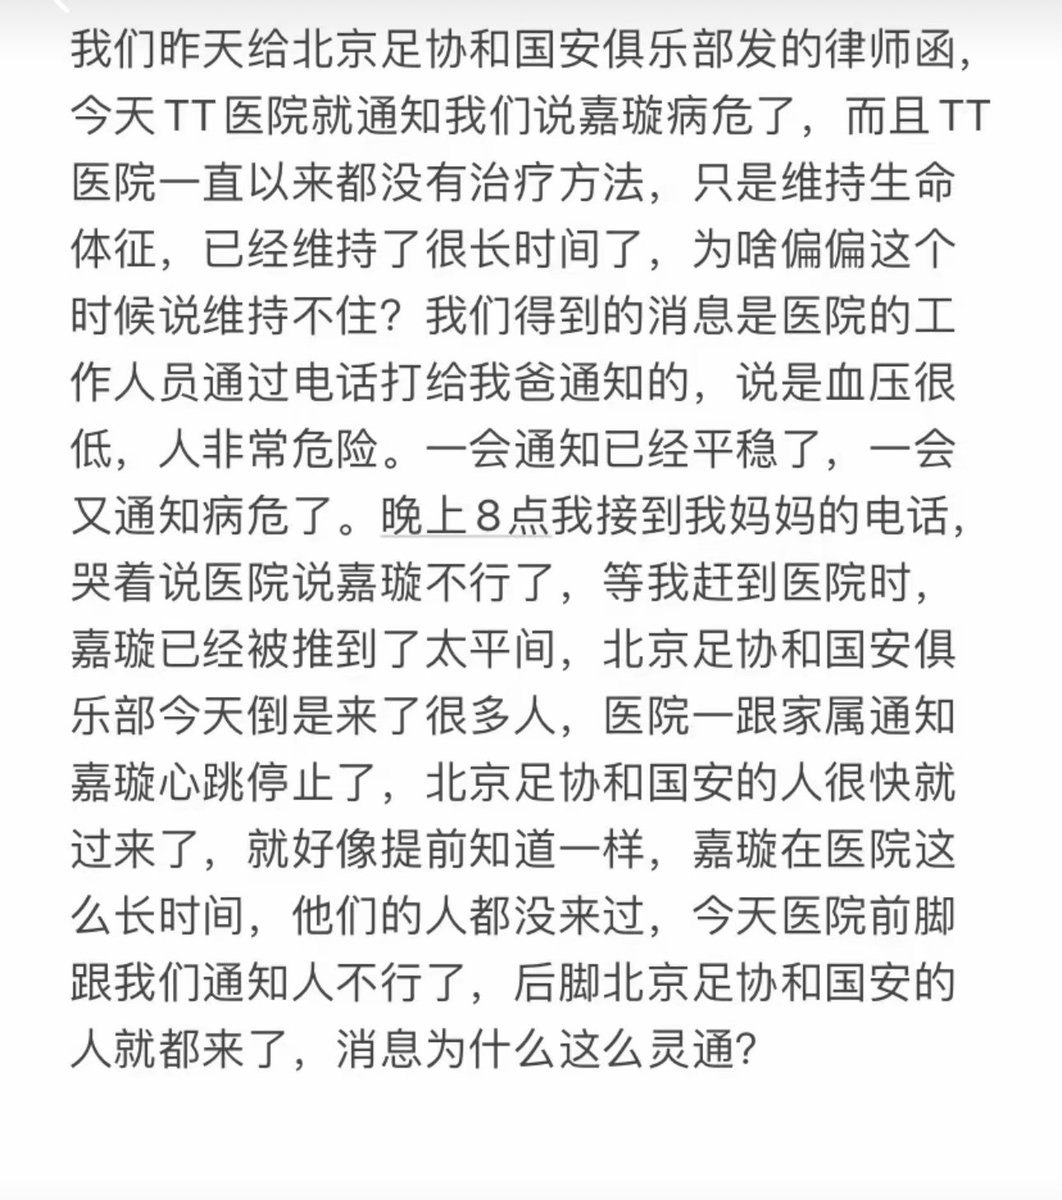 我们昨天给北京足协和国安俱乐部发的律师函，
今天TT医院就通知我们说嘉璇病危了，而且TT
医院一直以来都没有治疗方法，只是维持生命
体征，已经维持了很长时间了，为啥偏偏这个
时候说维持不住？我们得到的消息是医院的工
作人员通过电话打给我爸通知的，说是血压很
低，人非常危险。一会通知已经平稳了，一会
又通知病危了。晚上8点我接到我妈妈的电话，
哭着说医院说嘉璇不行了，等我赶到医院时，
嘉璇已经被推到了太平间，北京足协和国安俱
乐部今天倒是来了很多人，医院一跟家属通知
嘉璇心跳停止了，北京足协和国安的人很快就
过来了，就好像提前知道一样，嘉璇在医院这
么长时间，他们的人都没来过，今天医院前脚
跟我们通知人不行了，后脚北京足协和国安的
人就都来了，消息为什么这么灵通？